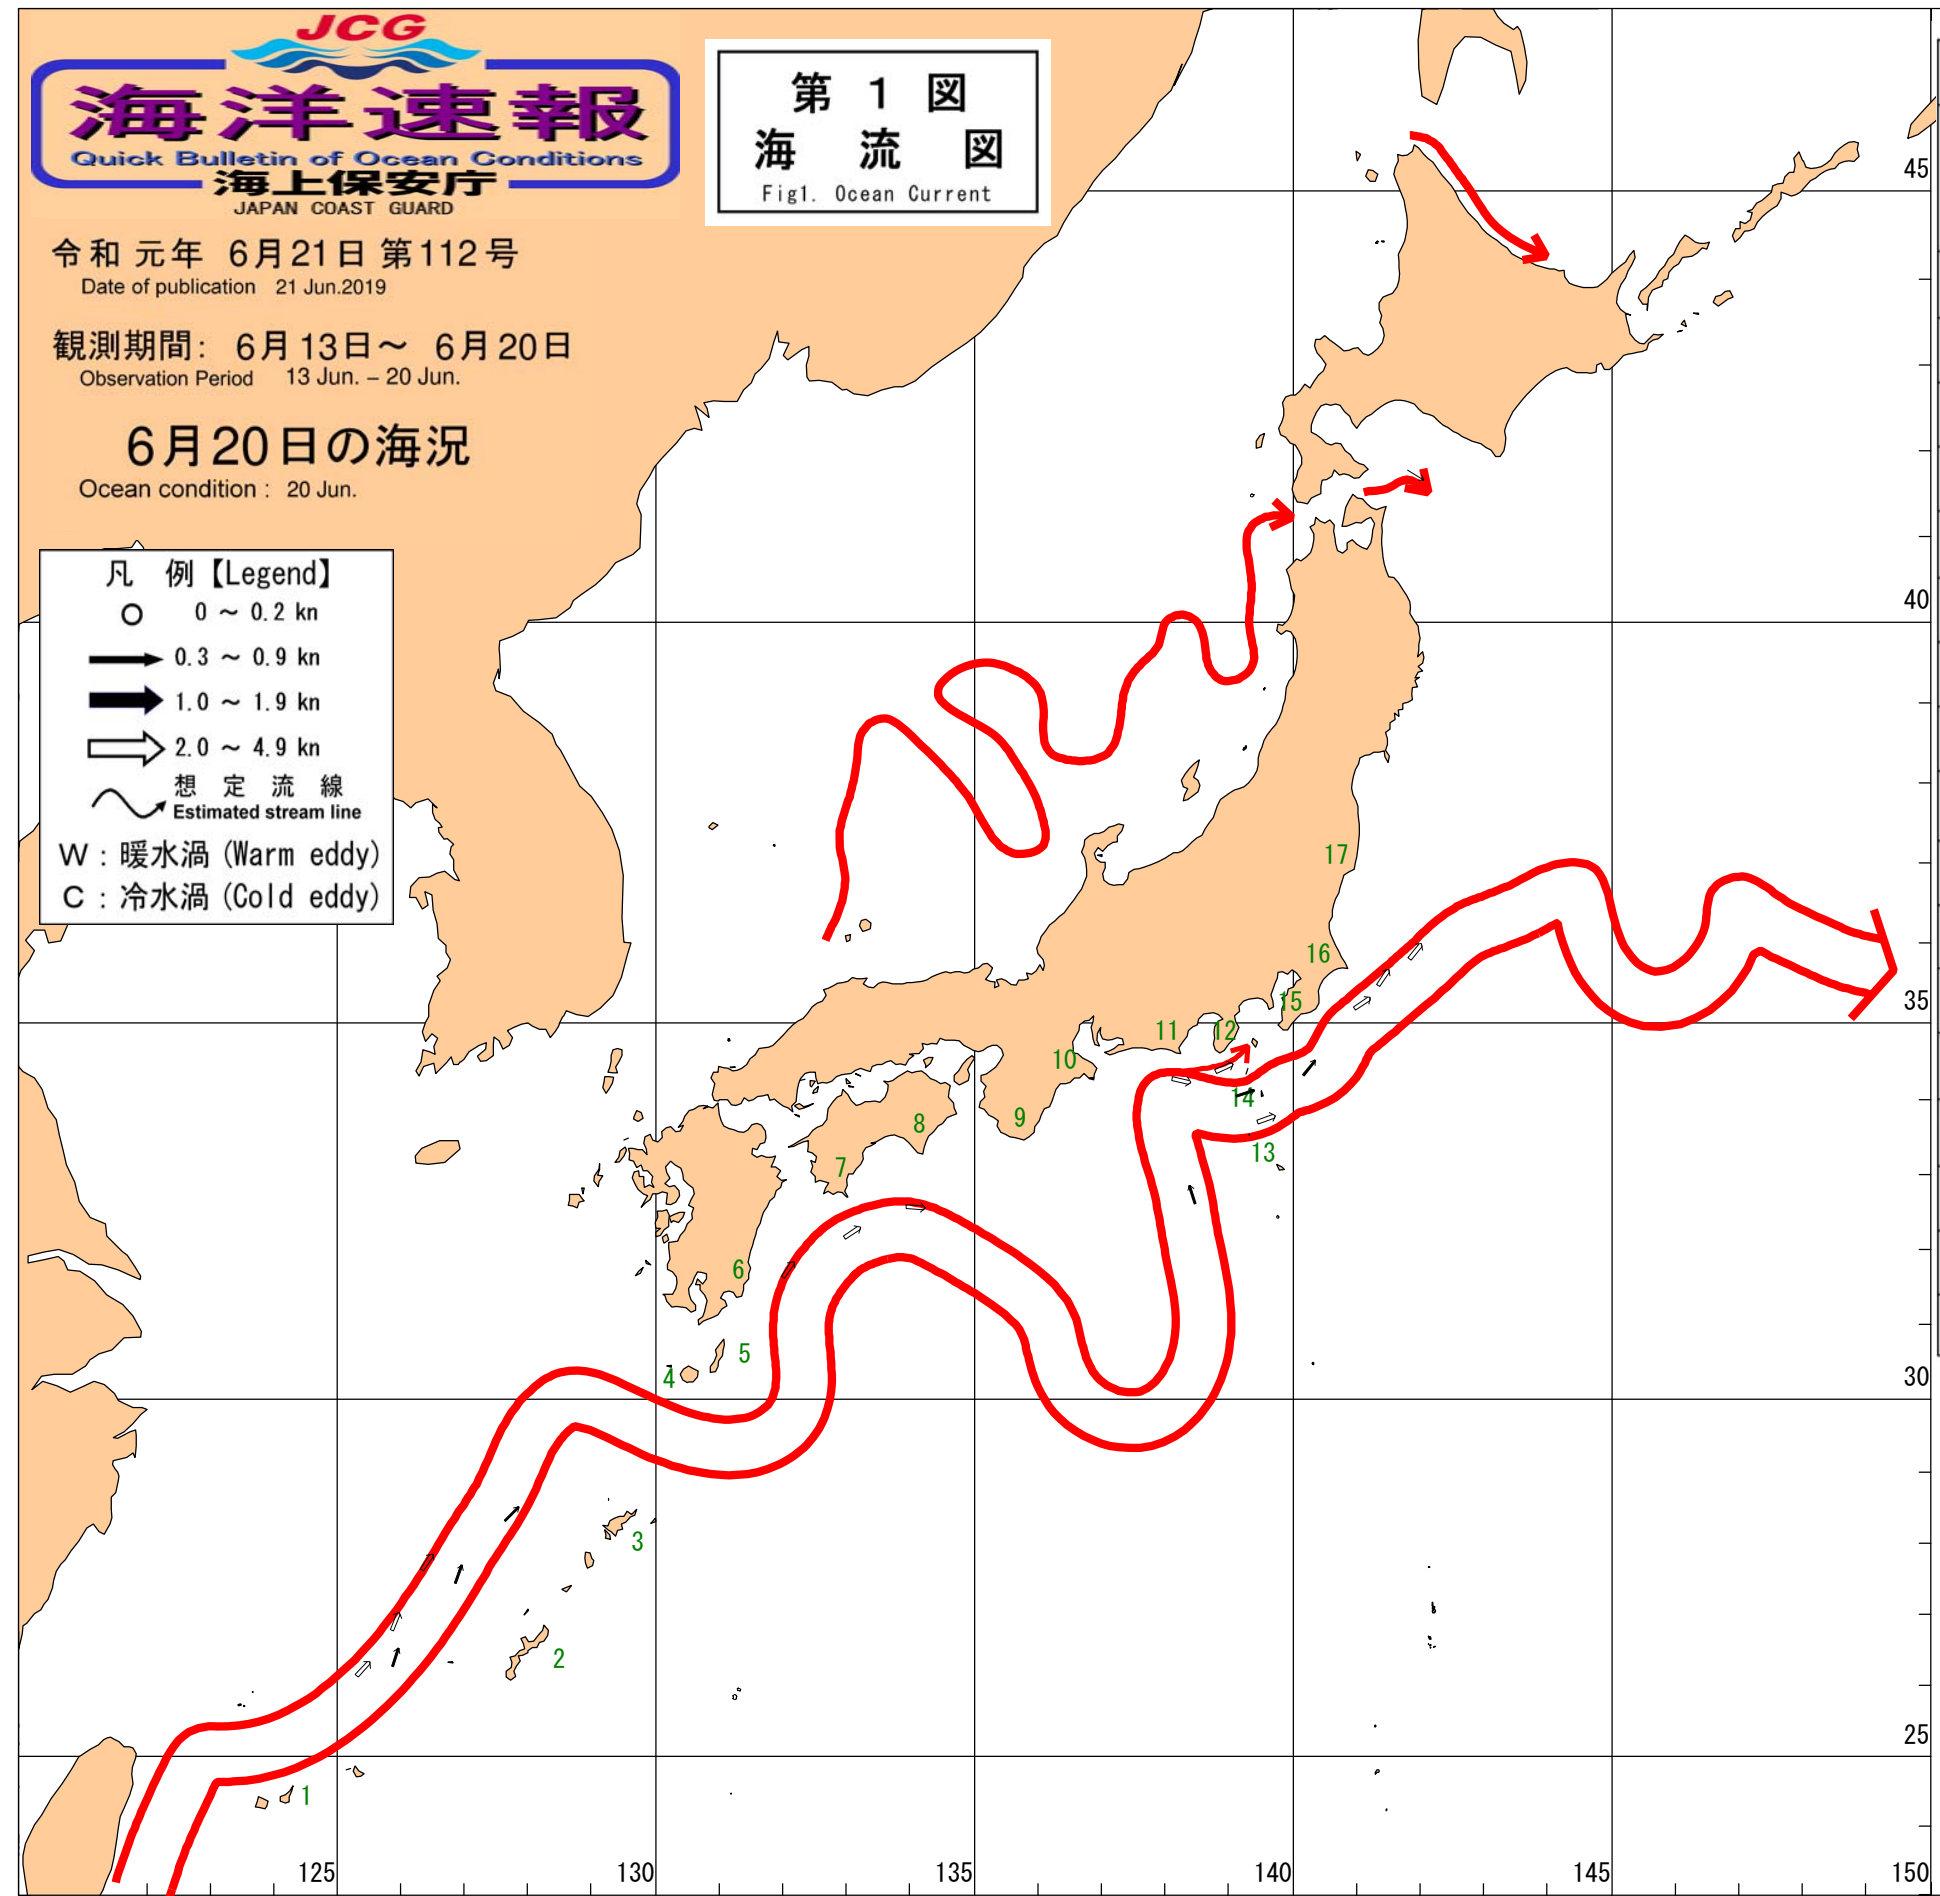 JCG
海洋速報
Quick Bulletin of Ocean Conditions
海上保安庁
JAPAN COAST GUARD
第 1 図
海 流 図
Fig1. Ocean Current
令和 元年 6月21日 第112号
Date of publication 21 Jun.2019
観測期間: 6月13日～ 6月20日
Observation Period 13 Jun. – 20 Jun.
6月20日の海況
Ocean condition : 20 Jun.
凡 例【Legend】
0 ～ 0.2 kn
0.3 ～ 0.9 kn
1.0 ～ 1.9 kn
2.0 ～ 4.9 kn
想 定 流 線
Estimated stream line
W : 暖水渦 (Warm eddy)
C : 冷水渦 (Cold eddy)
45
40
35
30
25
17
16
15
12
11
10
14
9
8
13
7
6
5
4
3
2
1
125
130
135
140
145
150